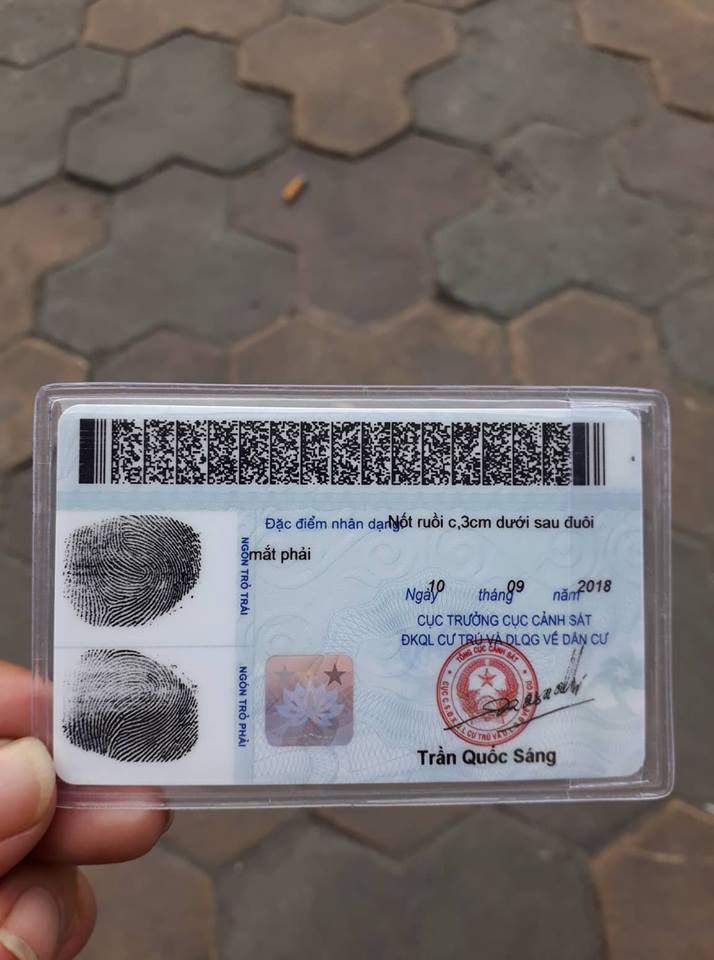 Đặc điểm nhân dạng Nốt ruồi c,3cm dưới sau đuôi
mắt phải
NGÓN TRỎ TRÁI
Ngày 10 tháng 09 năm 2018
CỤC TRƯỞNG CỤC CẢNH SÁT
ĐKQL CƯ TRÚ VÀ DLQG VỀ DÂN CƯ
NGÓN TRỎ PHẢI
TỔNG CỤC CẢNH SÁT
Trần Quốc Sáng